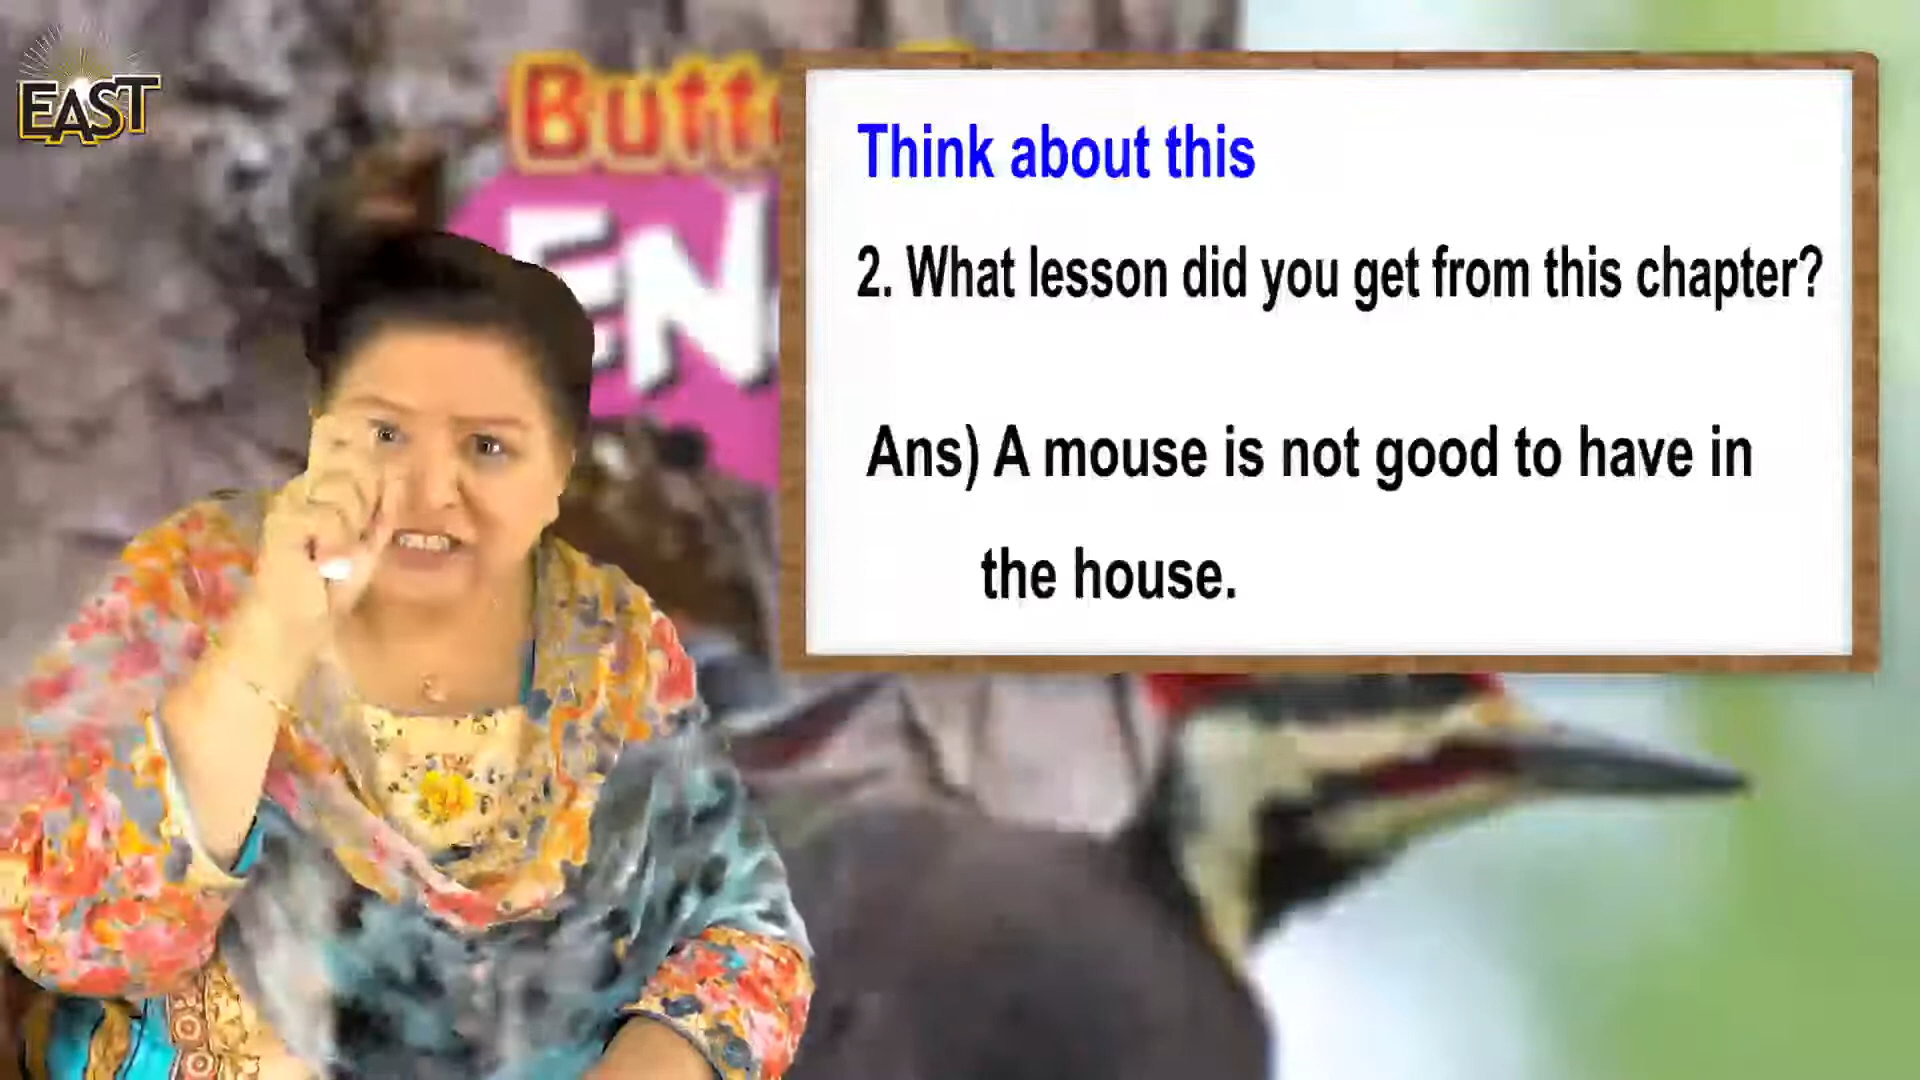 EAST
Think about this
2. What lesson did you get from this chapter?
Ans) A mouse is not good to have in
the house.